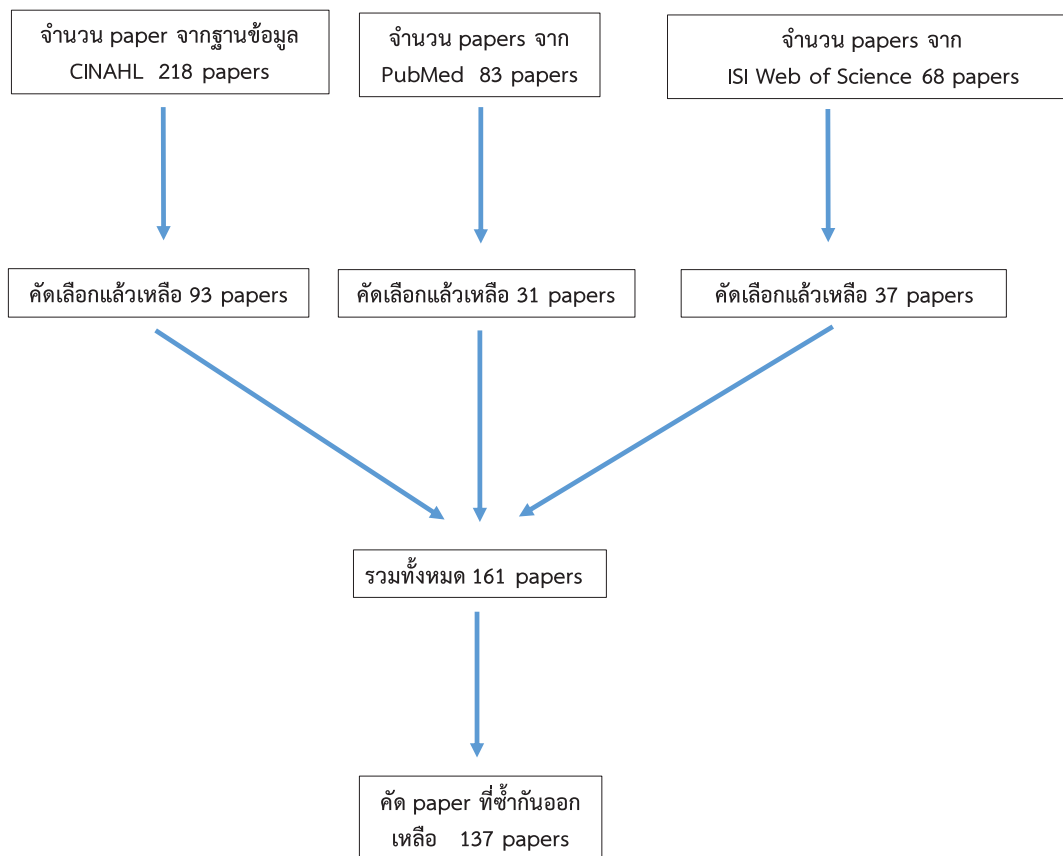 จำนวน paper จากฐานข้อมูล
CINAHL 218 papers
จำนวน papers จาก
PubMed 83 papers
จำนวน papers จาก
ISI Web of Science 68 papers
คัดเลือกแล้วเหลือ 93 papers
คัดเลือกแล้วเหลือ 31 papers
คัดเลือกแล้วเหลือ 37 papers
รวมทั้งหมด 161 papers
คัด paper ที่ซ้ำกันออก
เหลือ 137 papers